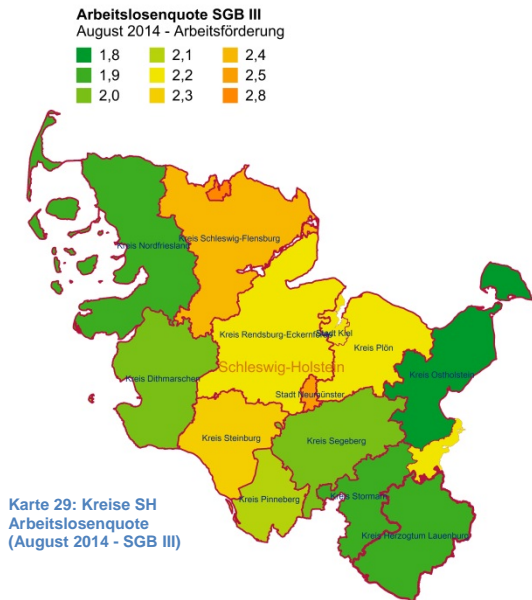 Arbeitslosenquote SGB III
August 2014 - Arbeitsförderung
1,8 2,1 2,4
1,9 2,2 2,5
2,0 2,3 2,8
Kreis Nordfriesland
Kreis Schleswig-Flensburg
Kreis Rendsburg-Eckernförde
Stadt Kiel
Kreis Plön
Schleswig-Holstein
Kreis Ostholstein
Kreis Dithmarschen
Stadt Neumünster
Kreis Steinburg
Kreis Segeberg
Kreis Pinneberg
Kreis Stormarn
Kreis Herzogtum Lauenburg
Karte 29: Kreise SH
Arbeitslosenquote
(August 2014 - SGB III)